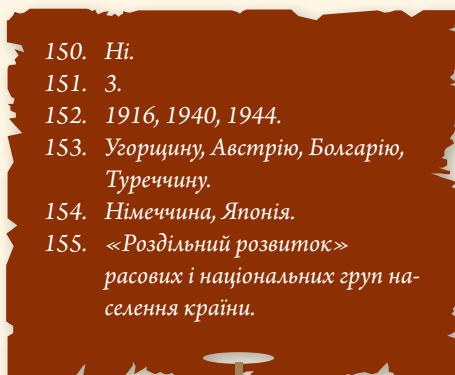 150. Ні.
151. 3.
152. 1916, 1940, 1944.
153. Угорщину, Австрію, Болгарію,
Туреччину.
154. Німеччина, Японія.
155. «Роздільний розвиток»
расових і національних груп на-
селення країни.